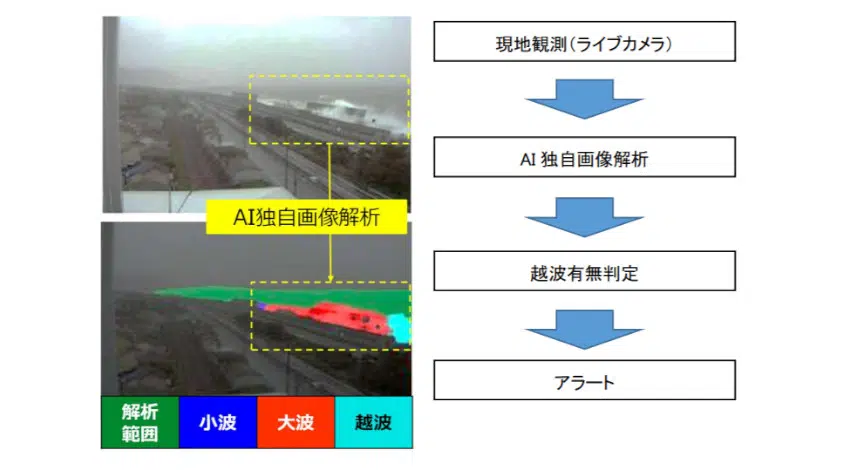 現地観測（ライブカメラ）
AI 独自画像解析
AI独自画像解析
越波有無判定
アラート
解析
範囲
小波
大波
越波